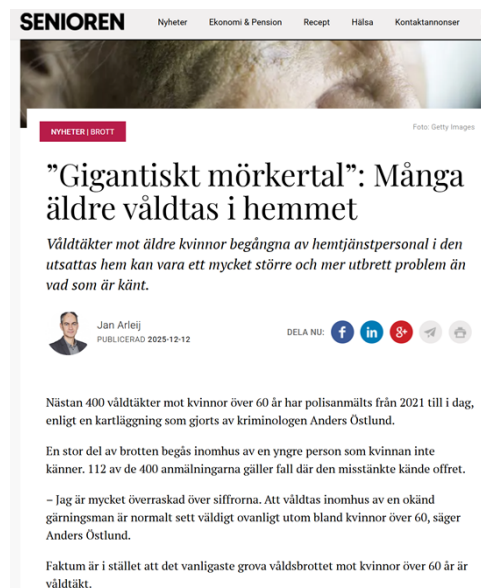 SENIOREN
Nyheter Ekonomi & Pension Recept Hälsa Kontaktannonser
Foto: Getty Images
NYHETER | BROTT
”Gigantiskt mörkertal”: Många
äldre våldtas i hemmet
Våldtäkter mot äldre kvinnor begångna av hemtjänstpersonal i den
utsattas hem kan vara ett mycket större och mer utbrett problem än
vad som är känt.
Jan Arleij
PUBLICERAD 2025-12-12
DELA NU:
Nästan 400 våldtäkter mot kvinnor över 60 år har polisanmälts från 2021 till i dag,
enligt en kartläggning som gjorts av kriminologen Anders Östlund.
En stor del av brotten begås inomhus av en yngre person som kvinnan inte
känner. 112 av de 400 anmälningarna gäller fall där den misstänkte kände offret.
– Jag är mycket överraskad över siffrorna. Att våldtas inomhus av en okänd
gärningsman är normalt sett väldigt ovanligt utom bland kvinnor över 60, säger
Anders Östlund.
Faktum är i stället att det vanligaste grova våldsbrottet mot kvinnor över 60 år är
våldtäkt.